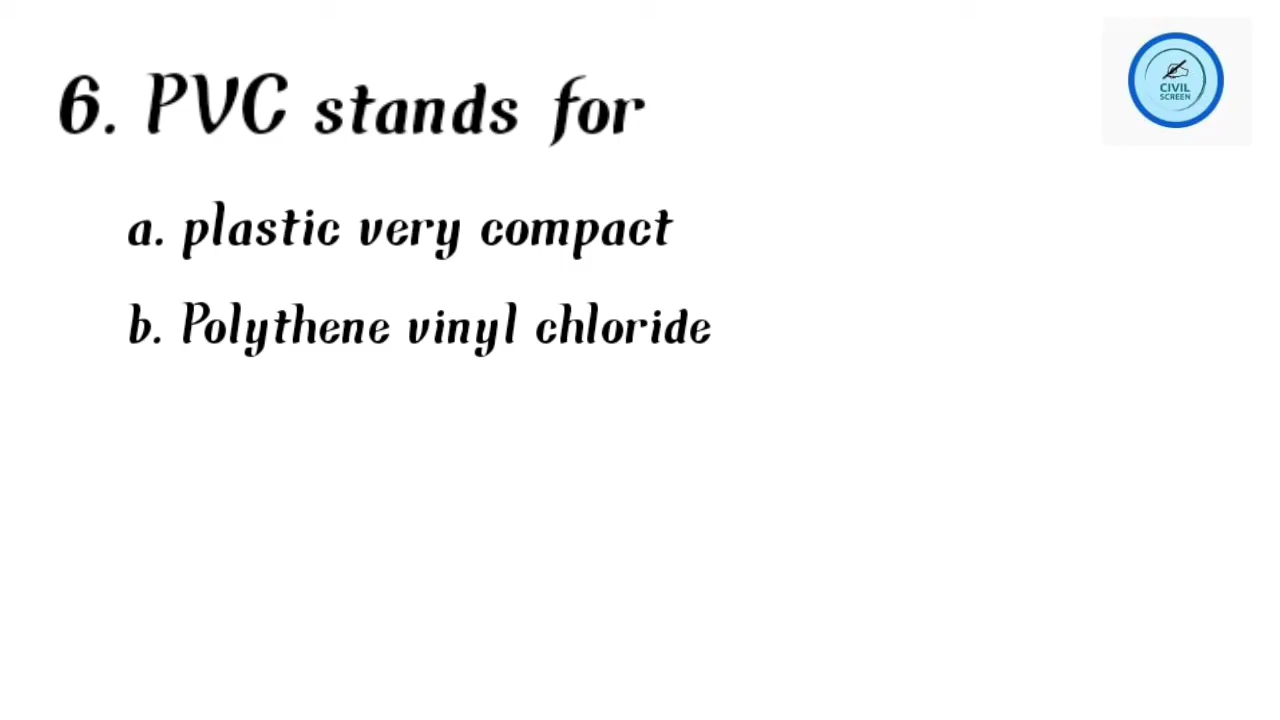 6. PVC stands for
CIVIL
SCREEN
a. plastic very compact
b. Polythene vinyl chloride